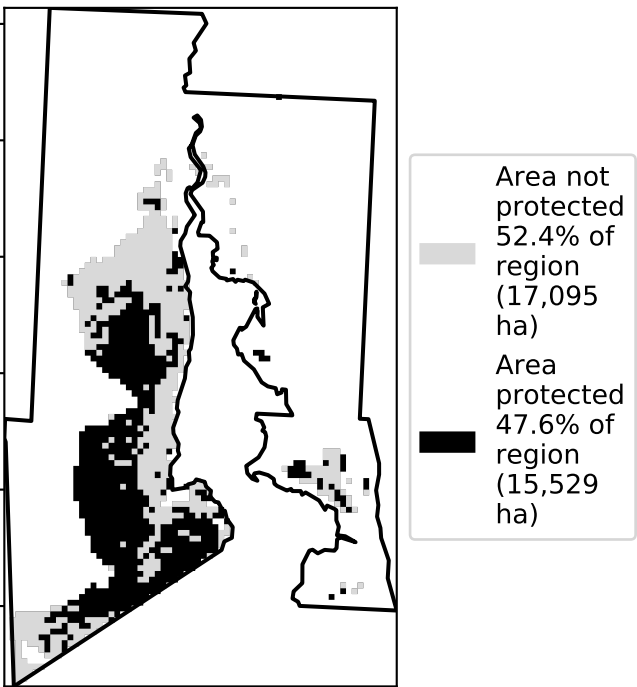 Area not
protected
52.4% of
region
(17,095
ha)
Area
protected
47.6% of
region
(15,529
ha)